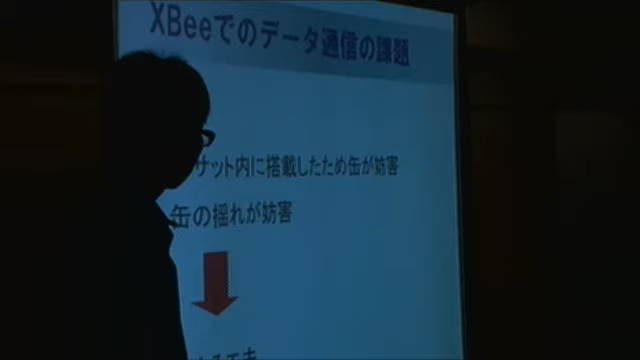 XBeeでのデータ通信の課題
サット内に搭載したため缶が妨害
缶の揺れが妨害